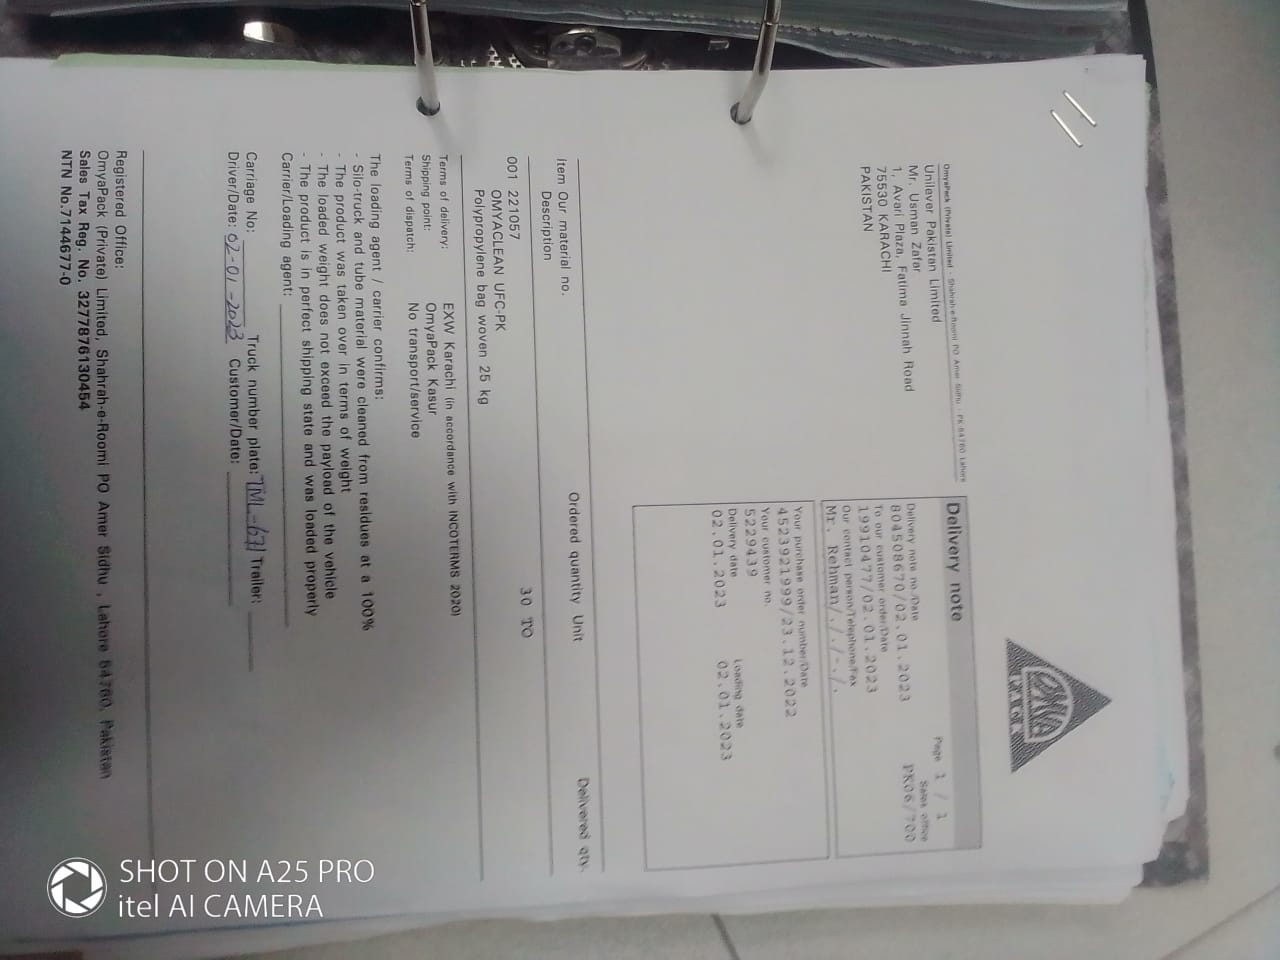 OMYA
PACK
OmyaPack (Private) Limited - Shahrah-e-Roomi PO Amer Sidhu - PK-54760 Lahore
Unilever Pakistan Limited
Mr. Usman Zafar
1, Avari Plaza, Fatima Jinnah Road
75530 KARACHI
PAKISTAN
Delivery note
Page 1 / 1
Delivery note no./Date
Sales office
804508670/02.01.2023
PK06/700
To our customer order/Date
19910477/02.01.2023
Our contact person/Telephone/Fax
Mr. Rehman/./-./.
Your purchase order number/Date
4523921999/23.12.2022
Your customer no.
5229439
Delivery date Loading date
02.01.2023 02.01.2023
Item Our material no. Ordered quantity Unit Delivered qty.
Description
001 221057 30 TO
OMYACLEAN UFC-PK
Polypropylene bag woven 25 kg
Terms of delivery: EXW Karachi (in accordance with INCOTERMS 2020)
Shipping point: OmyaPack Kasur
Terms of dispatch: No transport/service
The loading agent / carrier confirms:
- Silo-truck and tube material were cleaned from residues at a 100%
- The product was taken over in terms of weight
- The loaded weight does not exceed the payload of the vehicle
- The product is in perfect shipping state and was loaded properly
Carrier/Loading agent:
Carriage No: Truck number plate: TML-671 Trailer:
Driver/Date: 02-01-2023 Customer/Date:
Registered Office:
OmyaPack (Private) Limited, Shahrah-e-Roomi PO Amer Sidhu , Lahore 54760, Pakistan
Sales Tax Reg. No. 3277876130454
NTN No.7144677-0
SHOT ON A25 PRO
itel AI CAMERA